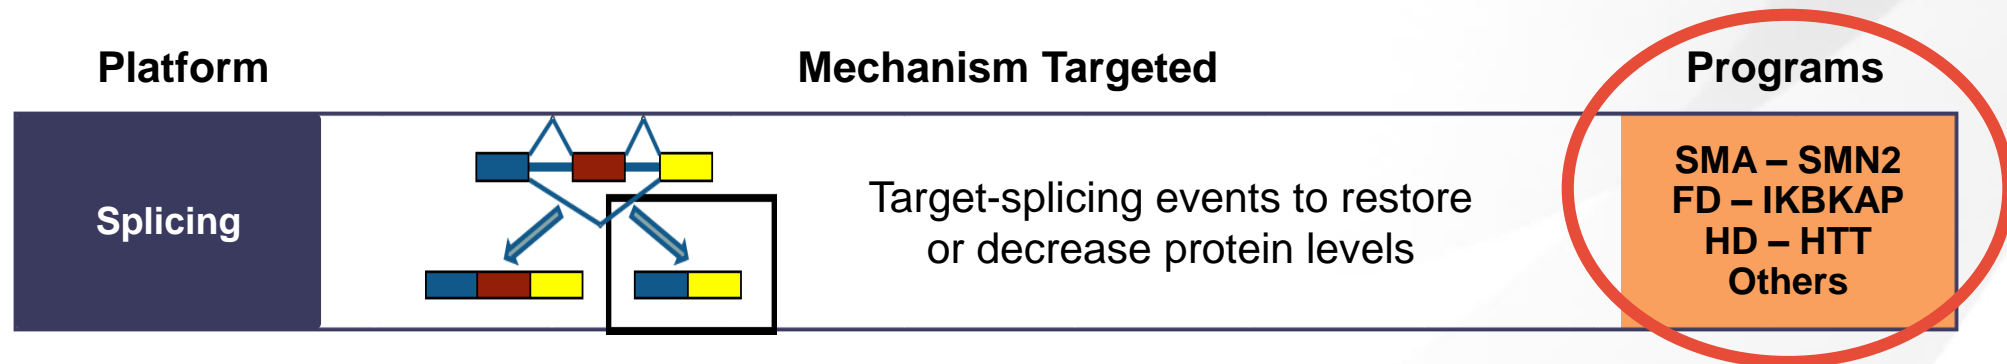 Platform
Mechanism Targeted
Programs
Splicing
Target-splicing events to restore
or decrease protein levels
SMA – SMN2
FD – IKBKAP
HD – HTT
Others